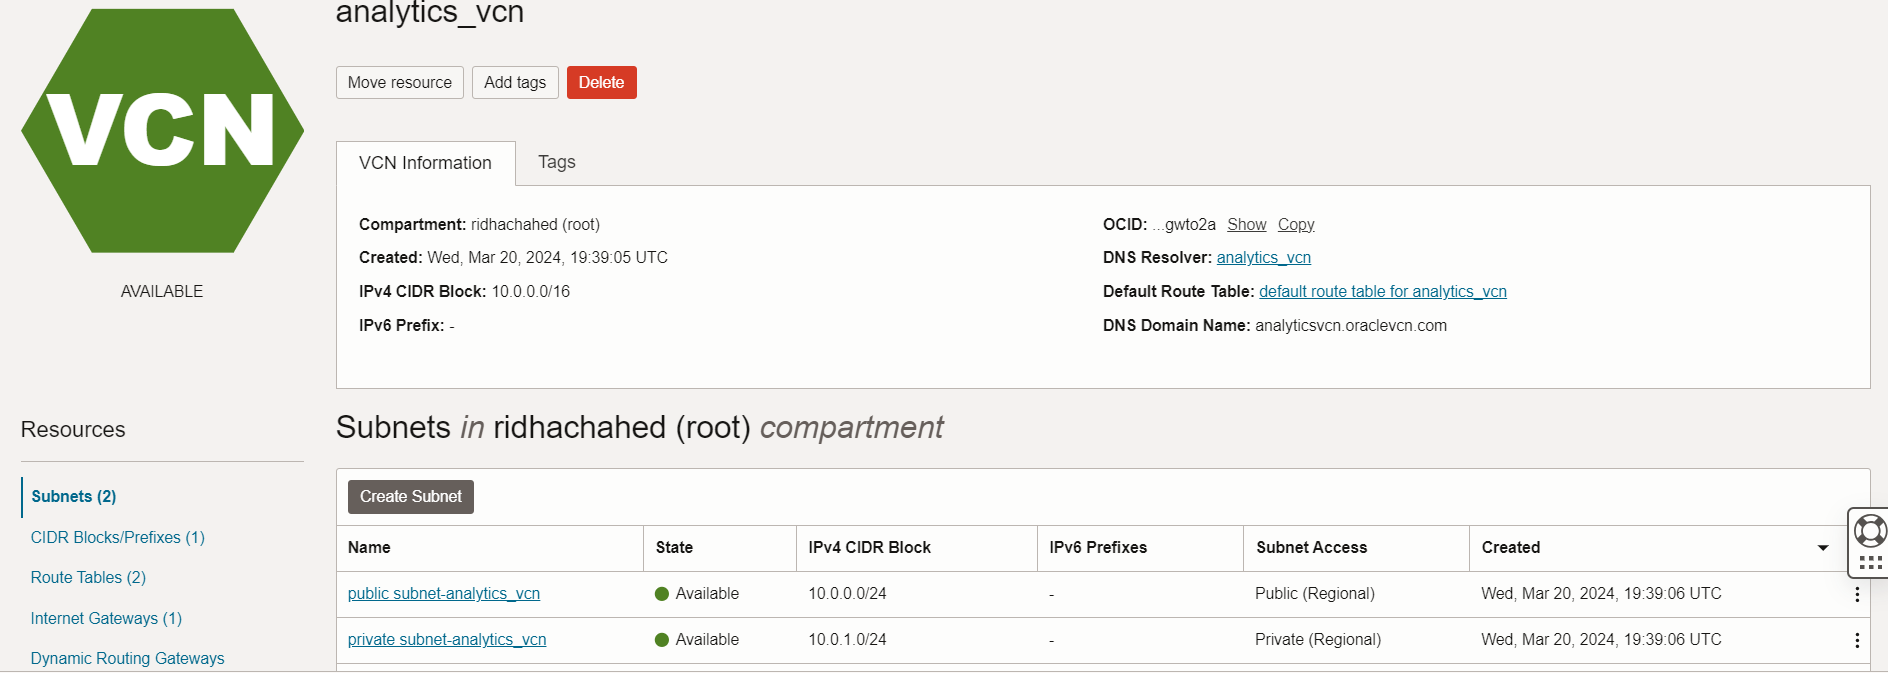 analytics_vcn
VCN
Move resource Add tags Delete
AVAILABLE
VCN Information Tags
Compartment: ridhachahed (root)
Created: Wed, Mar 20, 2024, 19:39:05 UTC
IPv4 CIDR Block: 10.0.0.0/16
IPv6 Prefix: -
OCID: ...gwto2a Show Copy
DNS Resolver: analytics_vcn
Default Route Table: default route table for analytics_vcn
DNS Domain Name: analyticsvcn.oraclevcn.com
Resources
Subnets (2)
CIDR Blocks/Prefixes (1)
Route Tables (2)
Internet Gateways (1)
Dynamic Routing Gateways
Subnets in ridhachahed (root) compartment
Create Subnet
Name State IPv4 CIDR Block IPv6 Prefixes Subnet Access Created
public subnet-analytics_vcn Available 10.0.0.0/24 - Public (Regional) Wed, Mar 20, 2024, 19:39:06 UTC
private subnet-analytics_vcn Available 10.0.1.0/24 - Private (Regional) Wed, Mar 20, 2024, 19:39:06 UTC